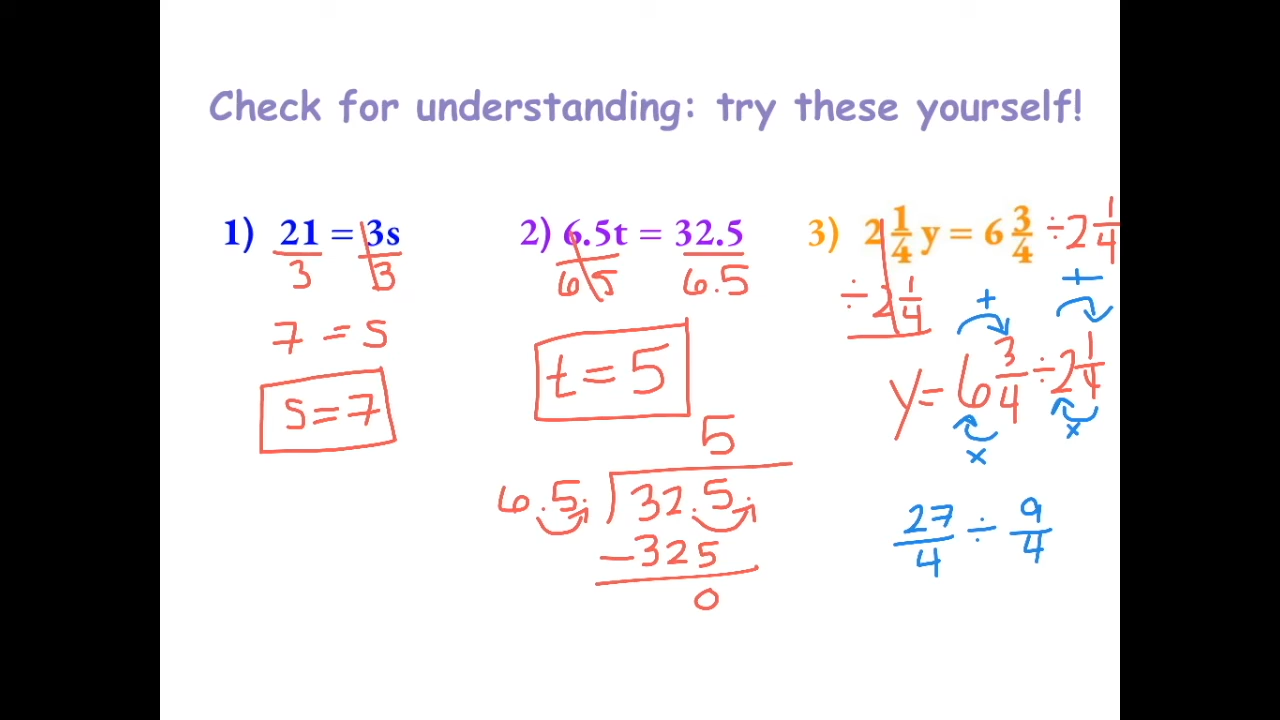 Check for understanding: try these yourself!
1) 21 = 3s
3 3
7 = s
s = 7
2) 6.5t = 32.5
6.5 6.5
t = 5
5
6.5. 32.5.
-325
0
3) 2 1/4 y = 6 3/4 ÷ 2 1/4
÷ 2 1/4
+ +
y = 6 3/4 ÷ 2 1/4
x x
27/4 ÷ 9/4